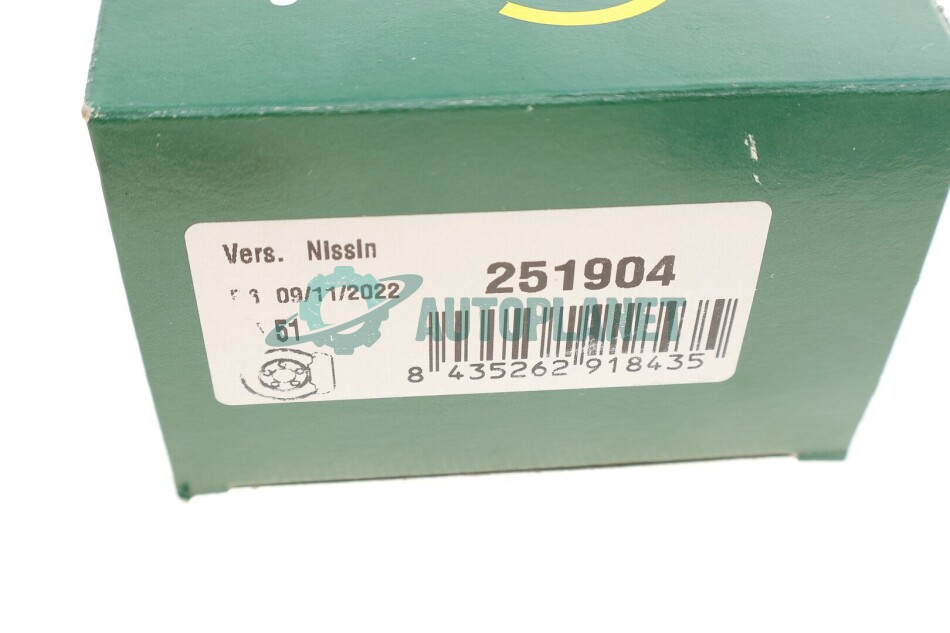 Vers. NissIn
251904
09/11/2022
AUTOPLANET
51
8 435262 918435